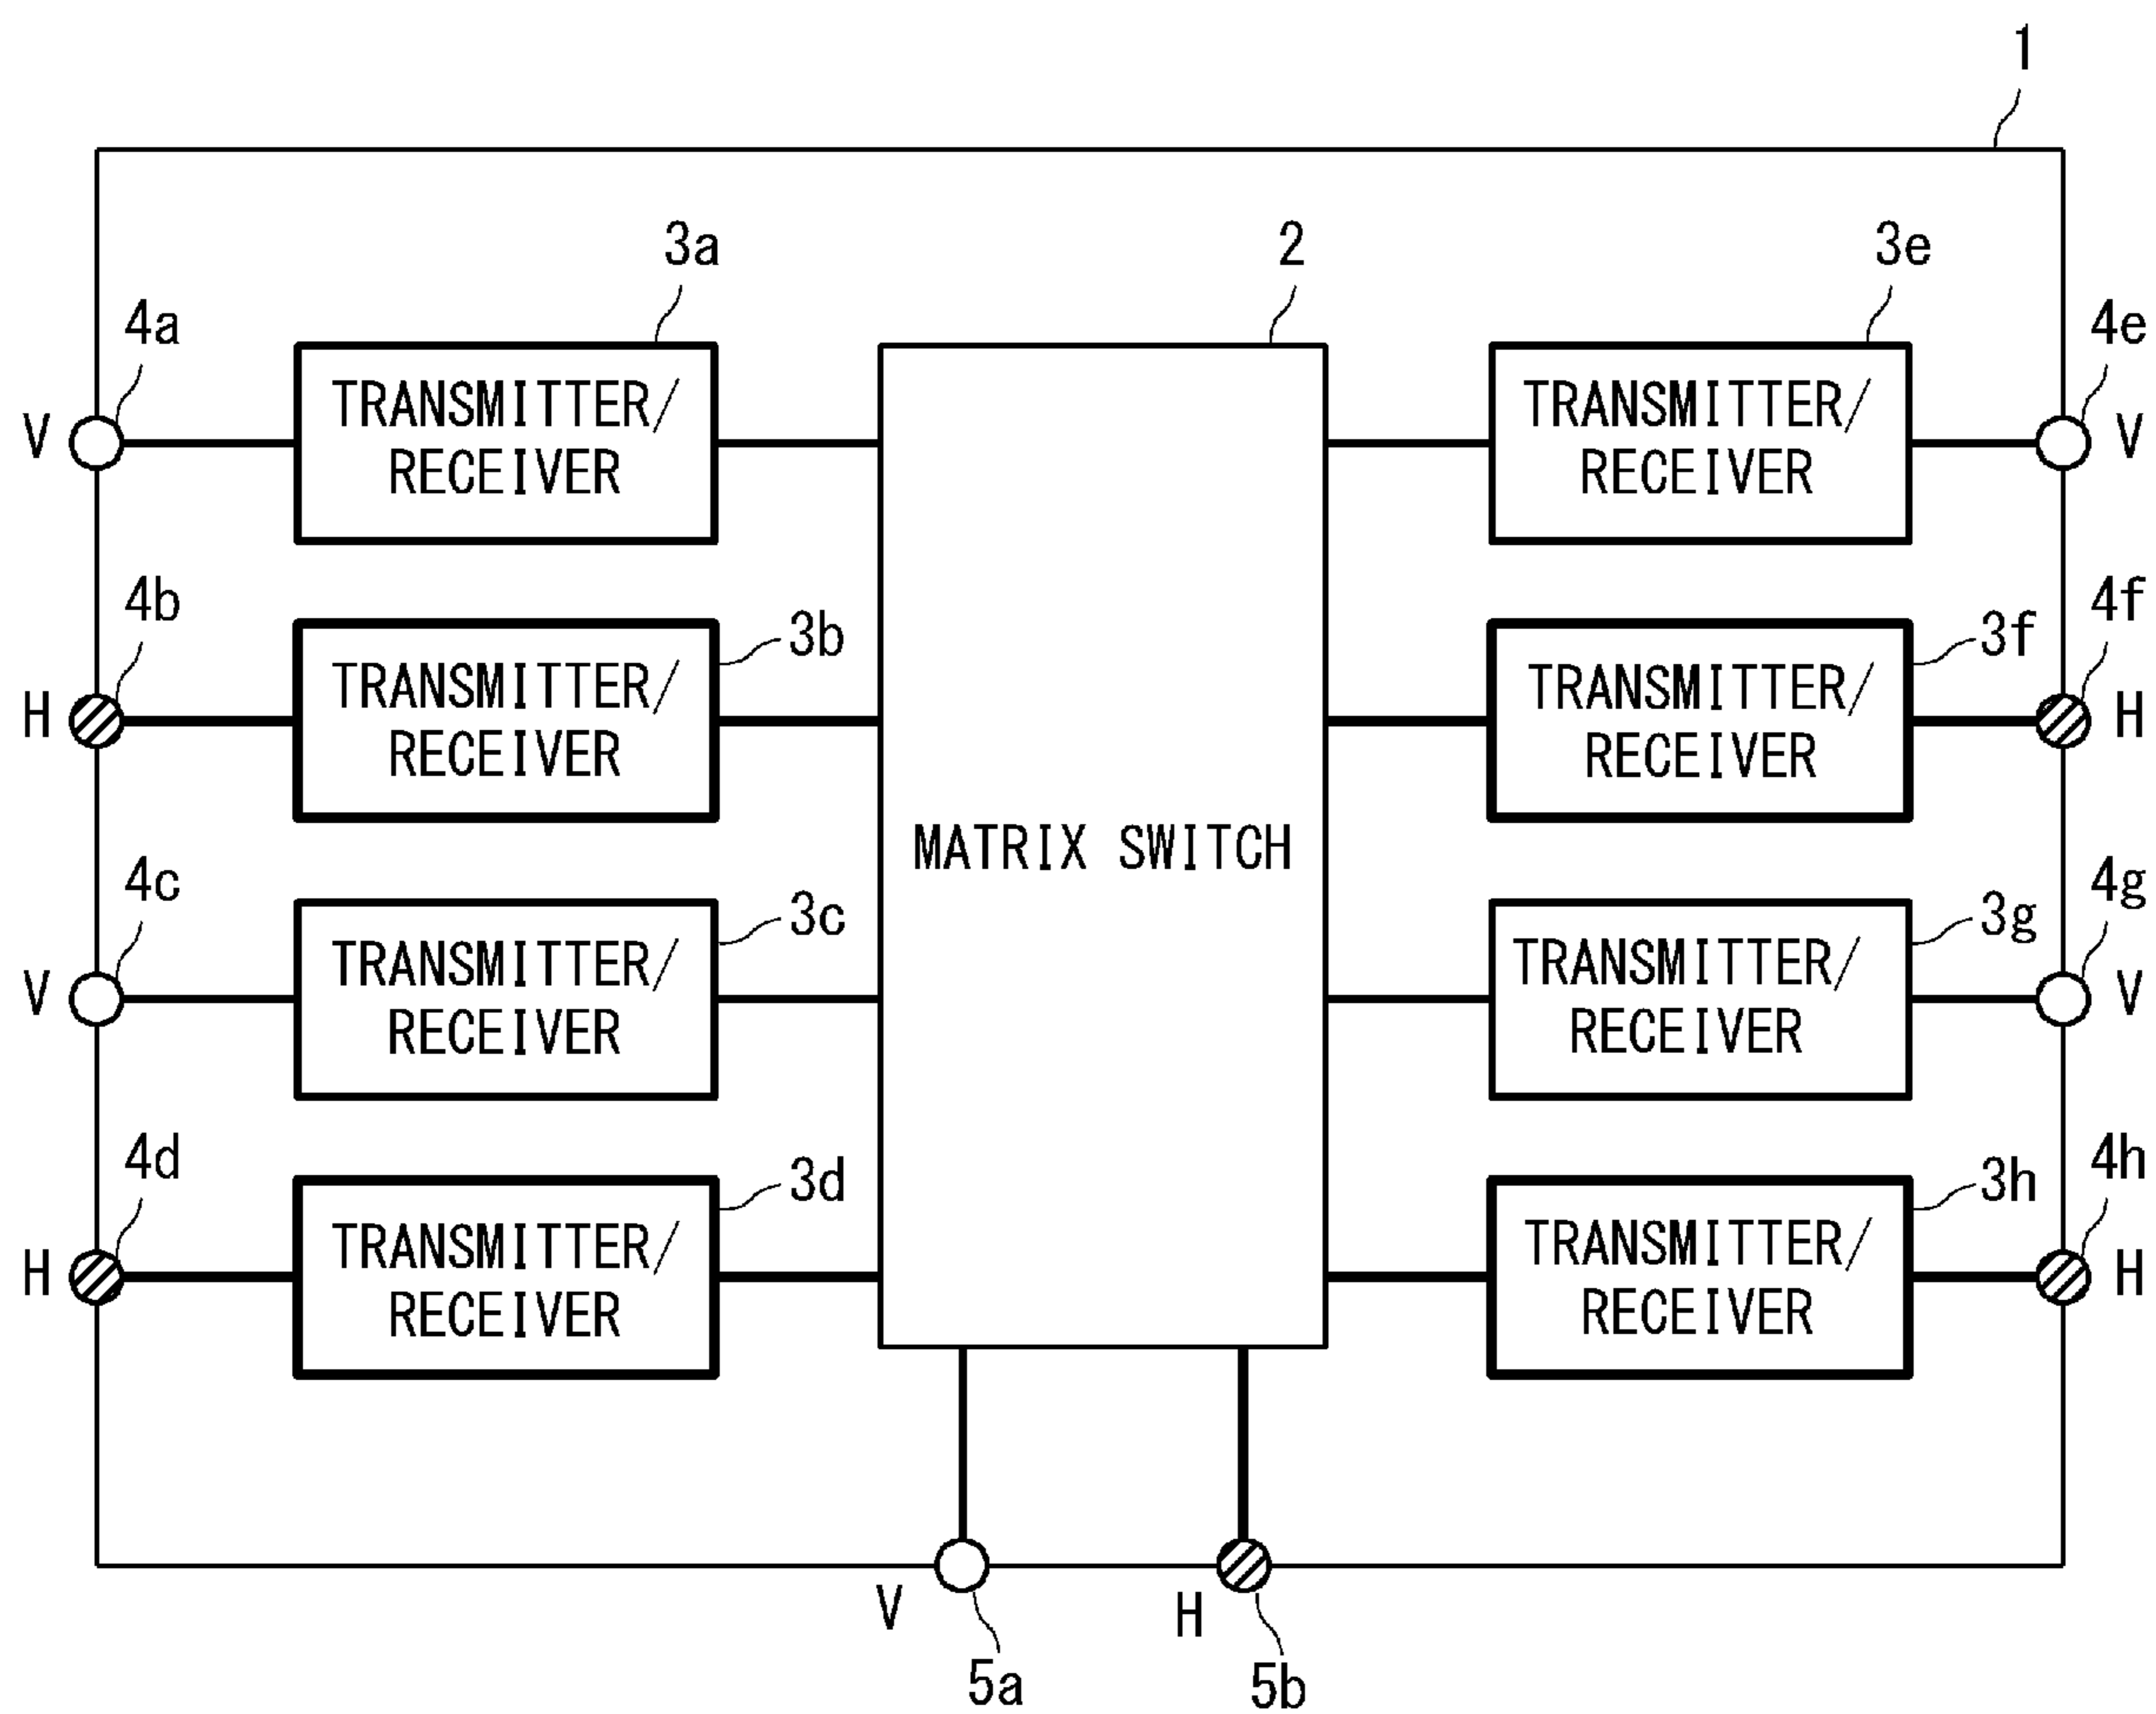 1
3a
2
3e
4a
4e
V
TRANSMITTER/
RECEIVER
TRANSMITTER/
RECEIVER
V
4b
3b
3f
4f
H
TRANSMITTER/
RECEIVER
TRANSMITTER/
RECEIVER
H
MATRIX SWITCH
4c
3c
3g
4g
V
TRANSMITTER/
RECEIVER
TRANSMITTER/
RECEIVER
V
4d
3d
3h
4h
H
TRANSMITTER/
RECEIVER
TRANSMITTER/
RECEIVER
H
V
H
5a
5b